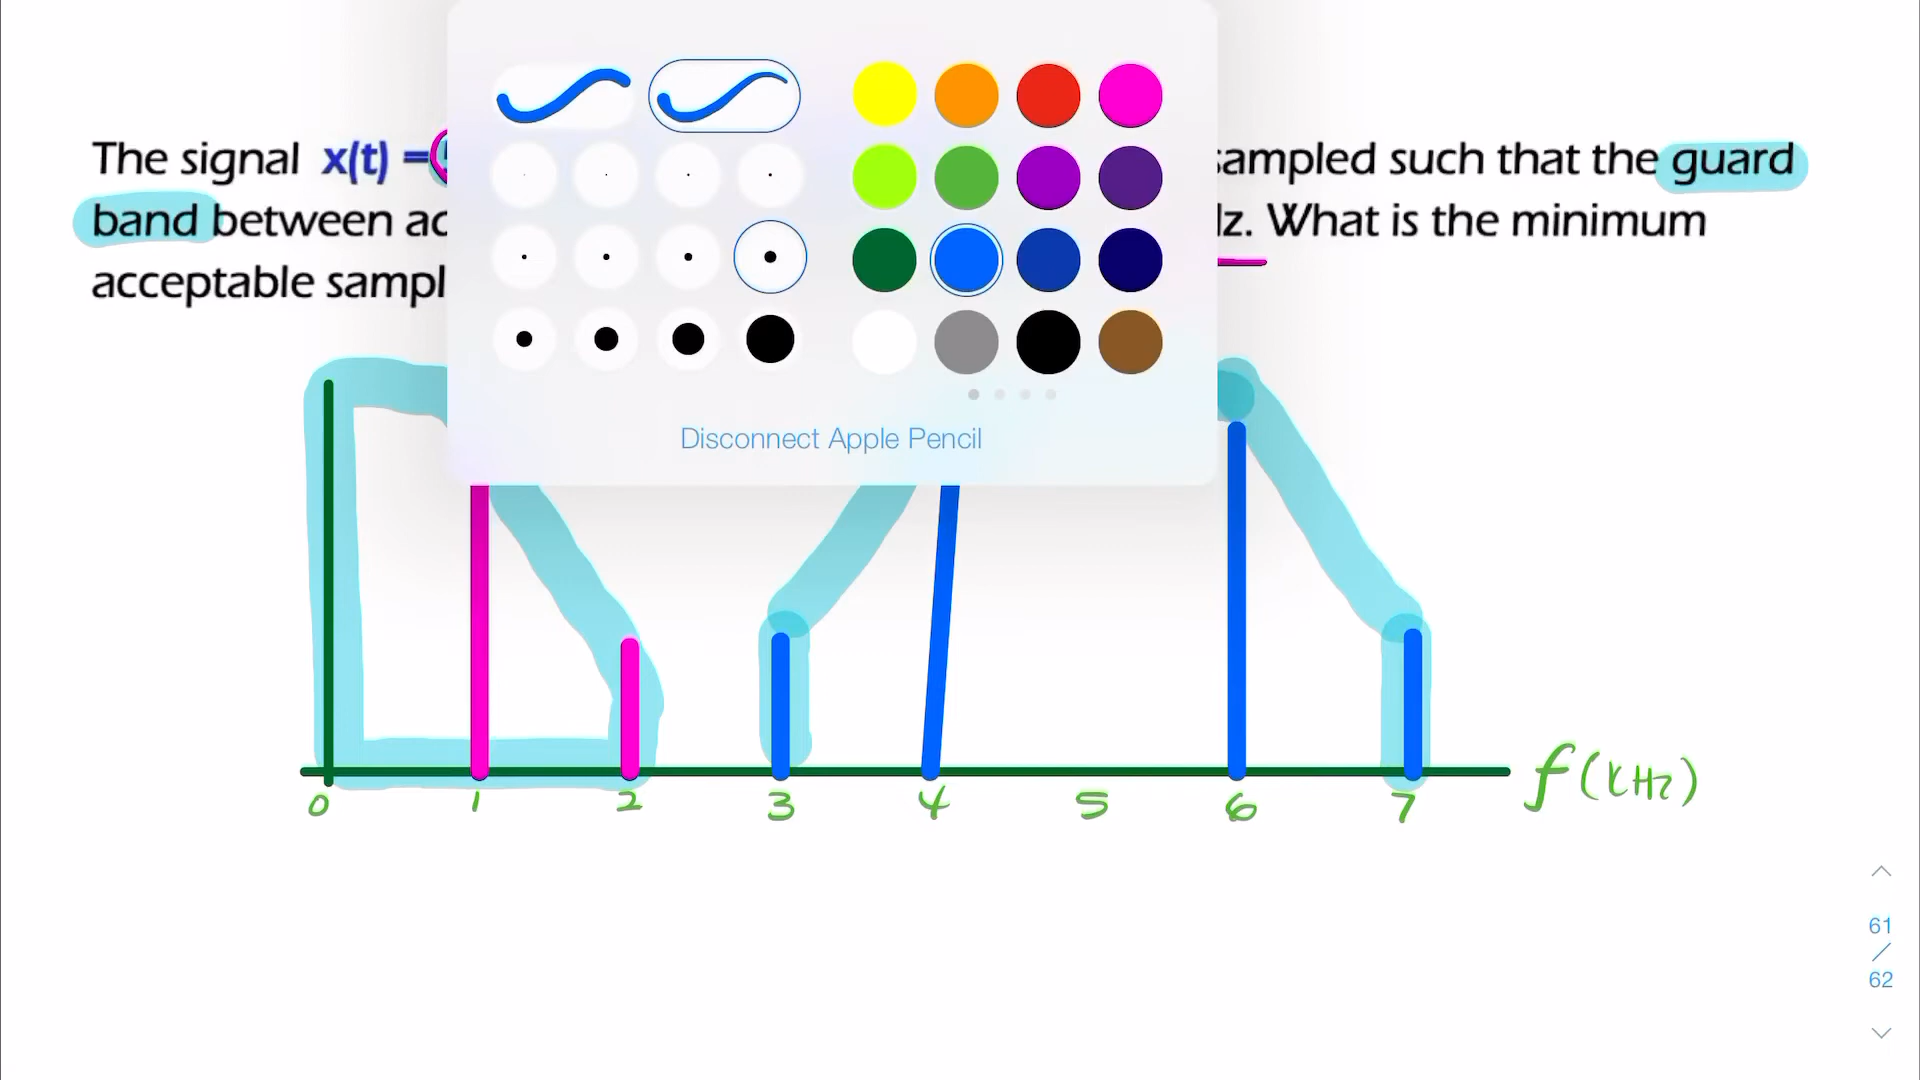 The signal x(t) = sampled such that the guard
band between ac lz. What is the minimum
acceptable sampl
Disconnect Apple Pencil
0 1 2 3 4 5 6 7 f(kHz)
61
/
62